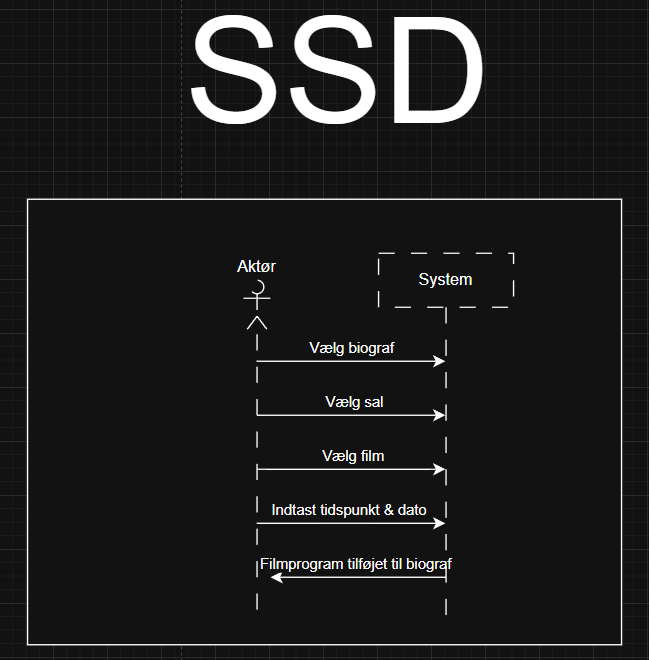 SSD
Aktør
System
Vælg biograf
Vælg sal
Vælg film
Indtast tidspunkt & dato
Filmprogram tilføjet til biograf